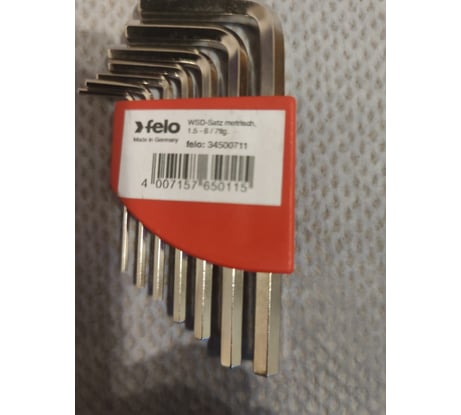 felo
Made in Germany
WSD-Satz metrisch,
1.5 - 6 / 7tlg.
felo: 34500711
4 007157 650115